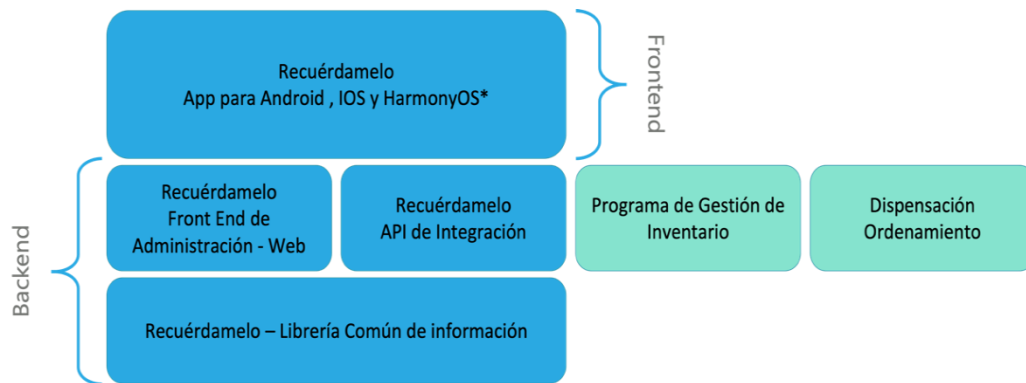 Recuérdamelo
App para Android , IOS y HarmonyOS*
Frontend
Recuérdamelo
Front End de
Administración - Web
Recuérdamelo
API de Integración
Programa de Gestión de
Inventario
Dispensación
Ordenamiento
Backend
Recuérdamelo – Librería Común de información